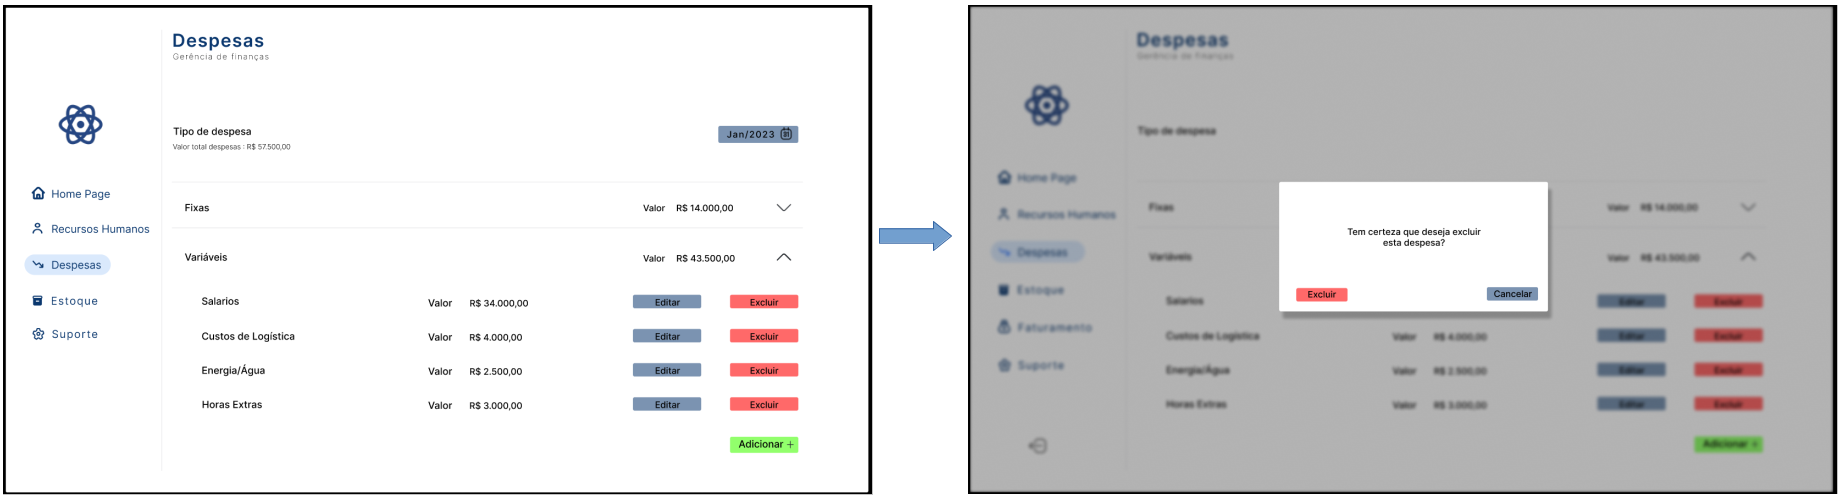 Despesas
Gerência de finanças
Tipo de despesa
Valor total despesas : R$ 57.500,00
Jan/2023
Home Page
Recursos Humanos
Despesas
Estoque
Suporte
Fixas Valor R$ 14.000,00
Variáveis Valor R$ 43.500,00
Salarios Valor R$ 34.000,00 Editar Excluir
Custos de Logística Valor R$ 4.000,00 Editar Excluir
Energia/Água Valor R$ 2.500,00 Editar Excluir
Horas Extras Valor R$ 3.000,00 Editar Excluir
Adicionar +
Despesas
Gerência de finanças
Tipo de despesa
Home Page
Recursos Humanos
Despesas
Estoque
Faturamento
Suporte
Fixas Valor R$ 14.000,00
Variáveis Valor R$ 43.500,00
Salarios Editar Excluir
Custos de Logística Valor R$ 4.000,00 Editar Excluir
Energia/Água Valor R$ 2.500,00 Editar Excluir
Horas Extras Valor R$ 3.000,00 Editar Excluir
Adicionar +
Tem certeza que deseja excluir
esta despesa?
Excluir Cancelar